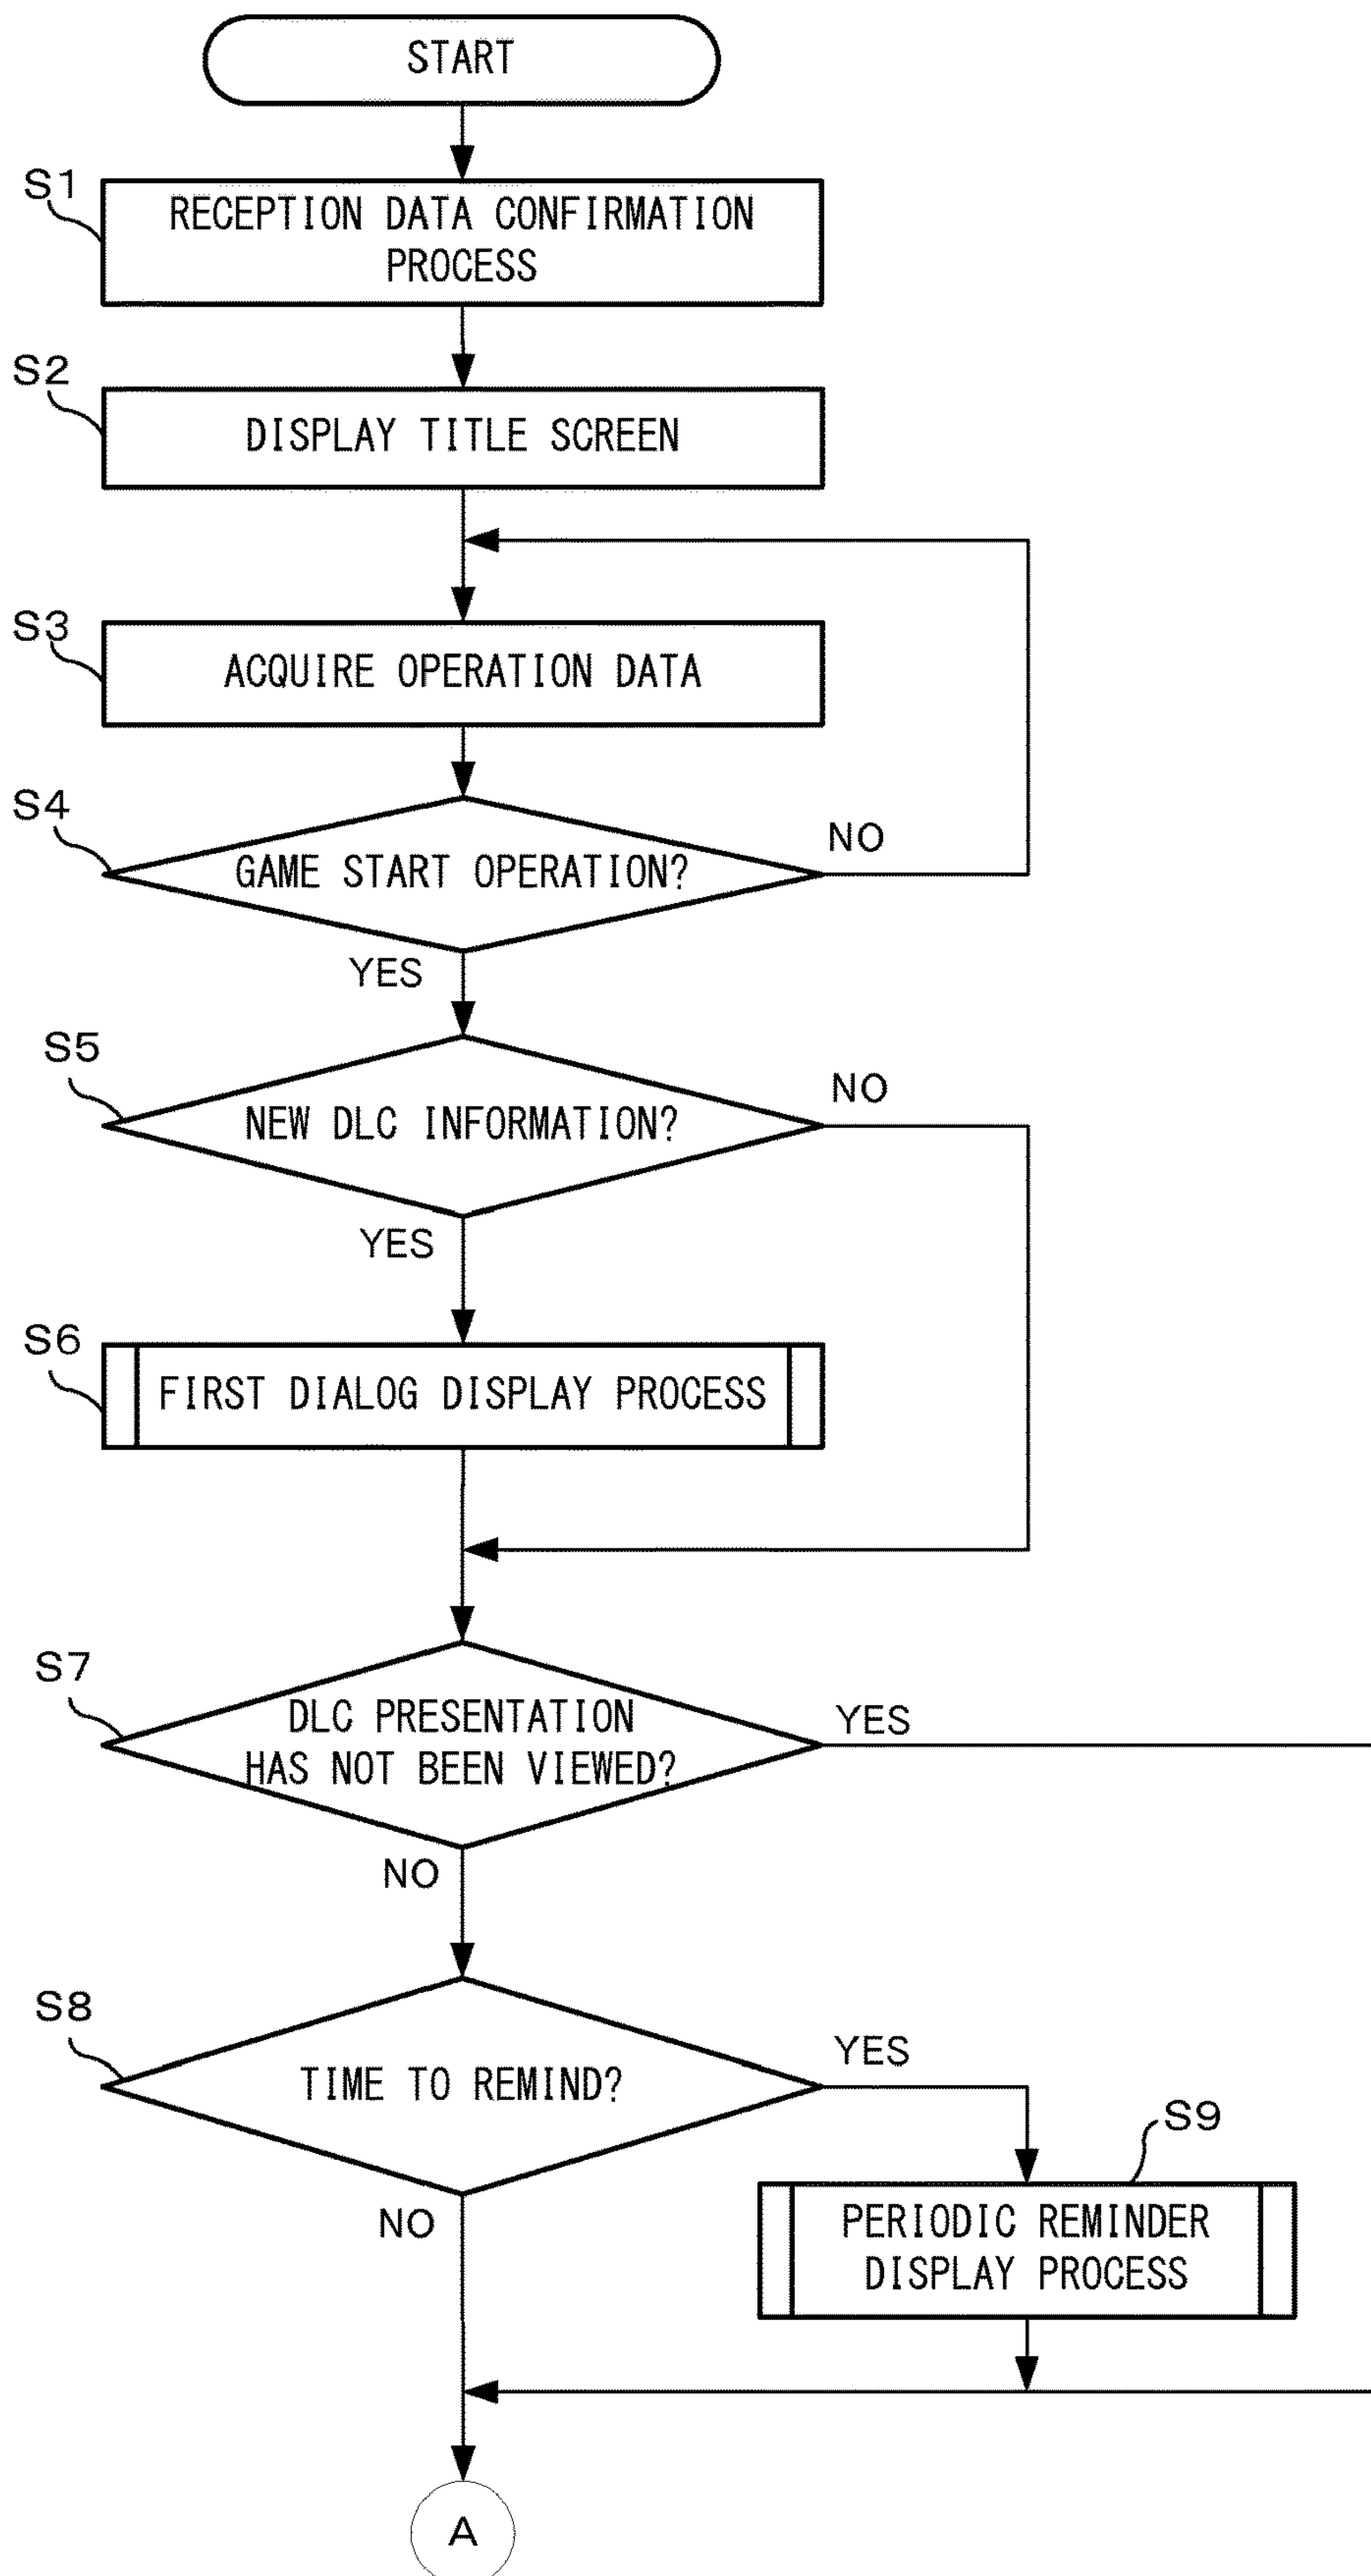 START
S1
RECEPTION DATA CONFIRMATION
PROCESS
S2
DISPLAY TITLE SCREEN
S3
ACQUIRE OPERATION DATA
S4
GAME START OPERATION?
NO
YES
S5
NEW DLC INFORMATION?
NO
YES
S6
FIRST DIALOG DISPLAY PROCESS
S7
DLC PRESENTATION
HAS NOT BEEN VIEWED?
YES
NO
S8
TIME TO REMIND?
YES
NO
S9
PERIODIC REMINDER
DISPLAY PROCESS
A